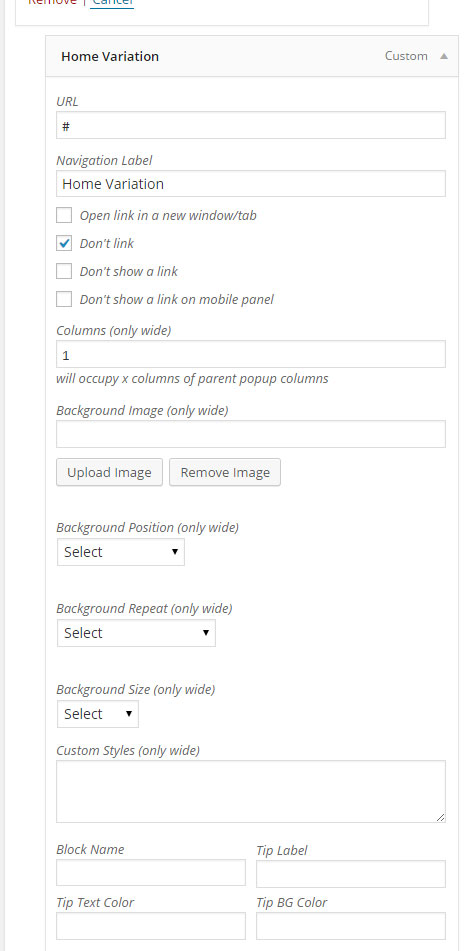 Remove | Cancel
Home Variation Custom
URL
#
Navigation Label
Home Variation
Open link in a new window/tab
Don't link
Don't show a link
Don't show a link on mobile panel
Columns (only wide)
1
will occupy x columns of parent popup columns
Background Image (only wide)
Upload Image Remove Image
Background Position (only wide)
Select
Background Repeat (only wide)
Select
Background Size (only wide)
Select
Custom Styles (only wide)
Block Name Tip Label
Tip Text Color Tip BG Color